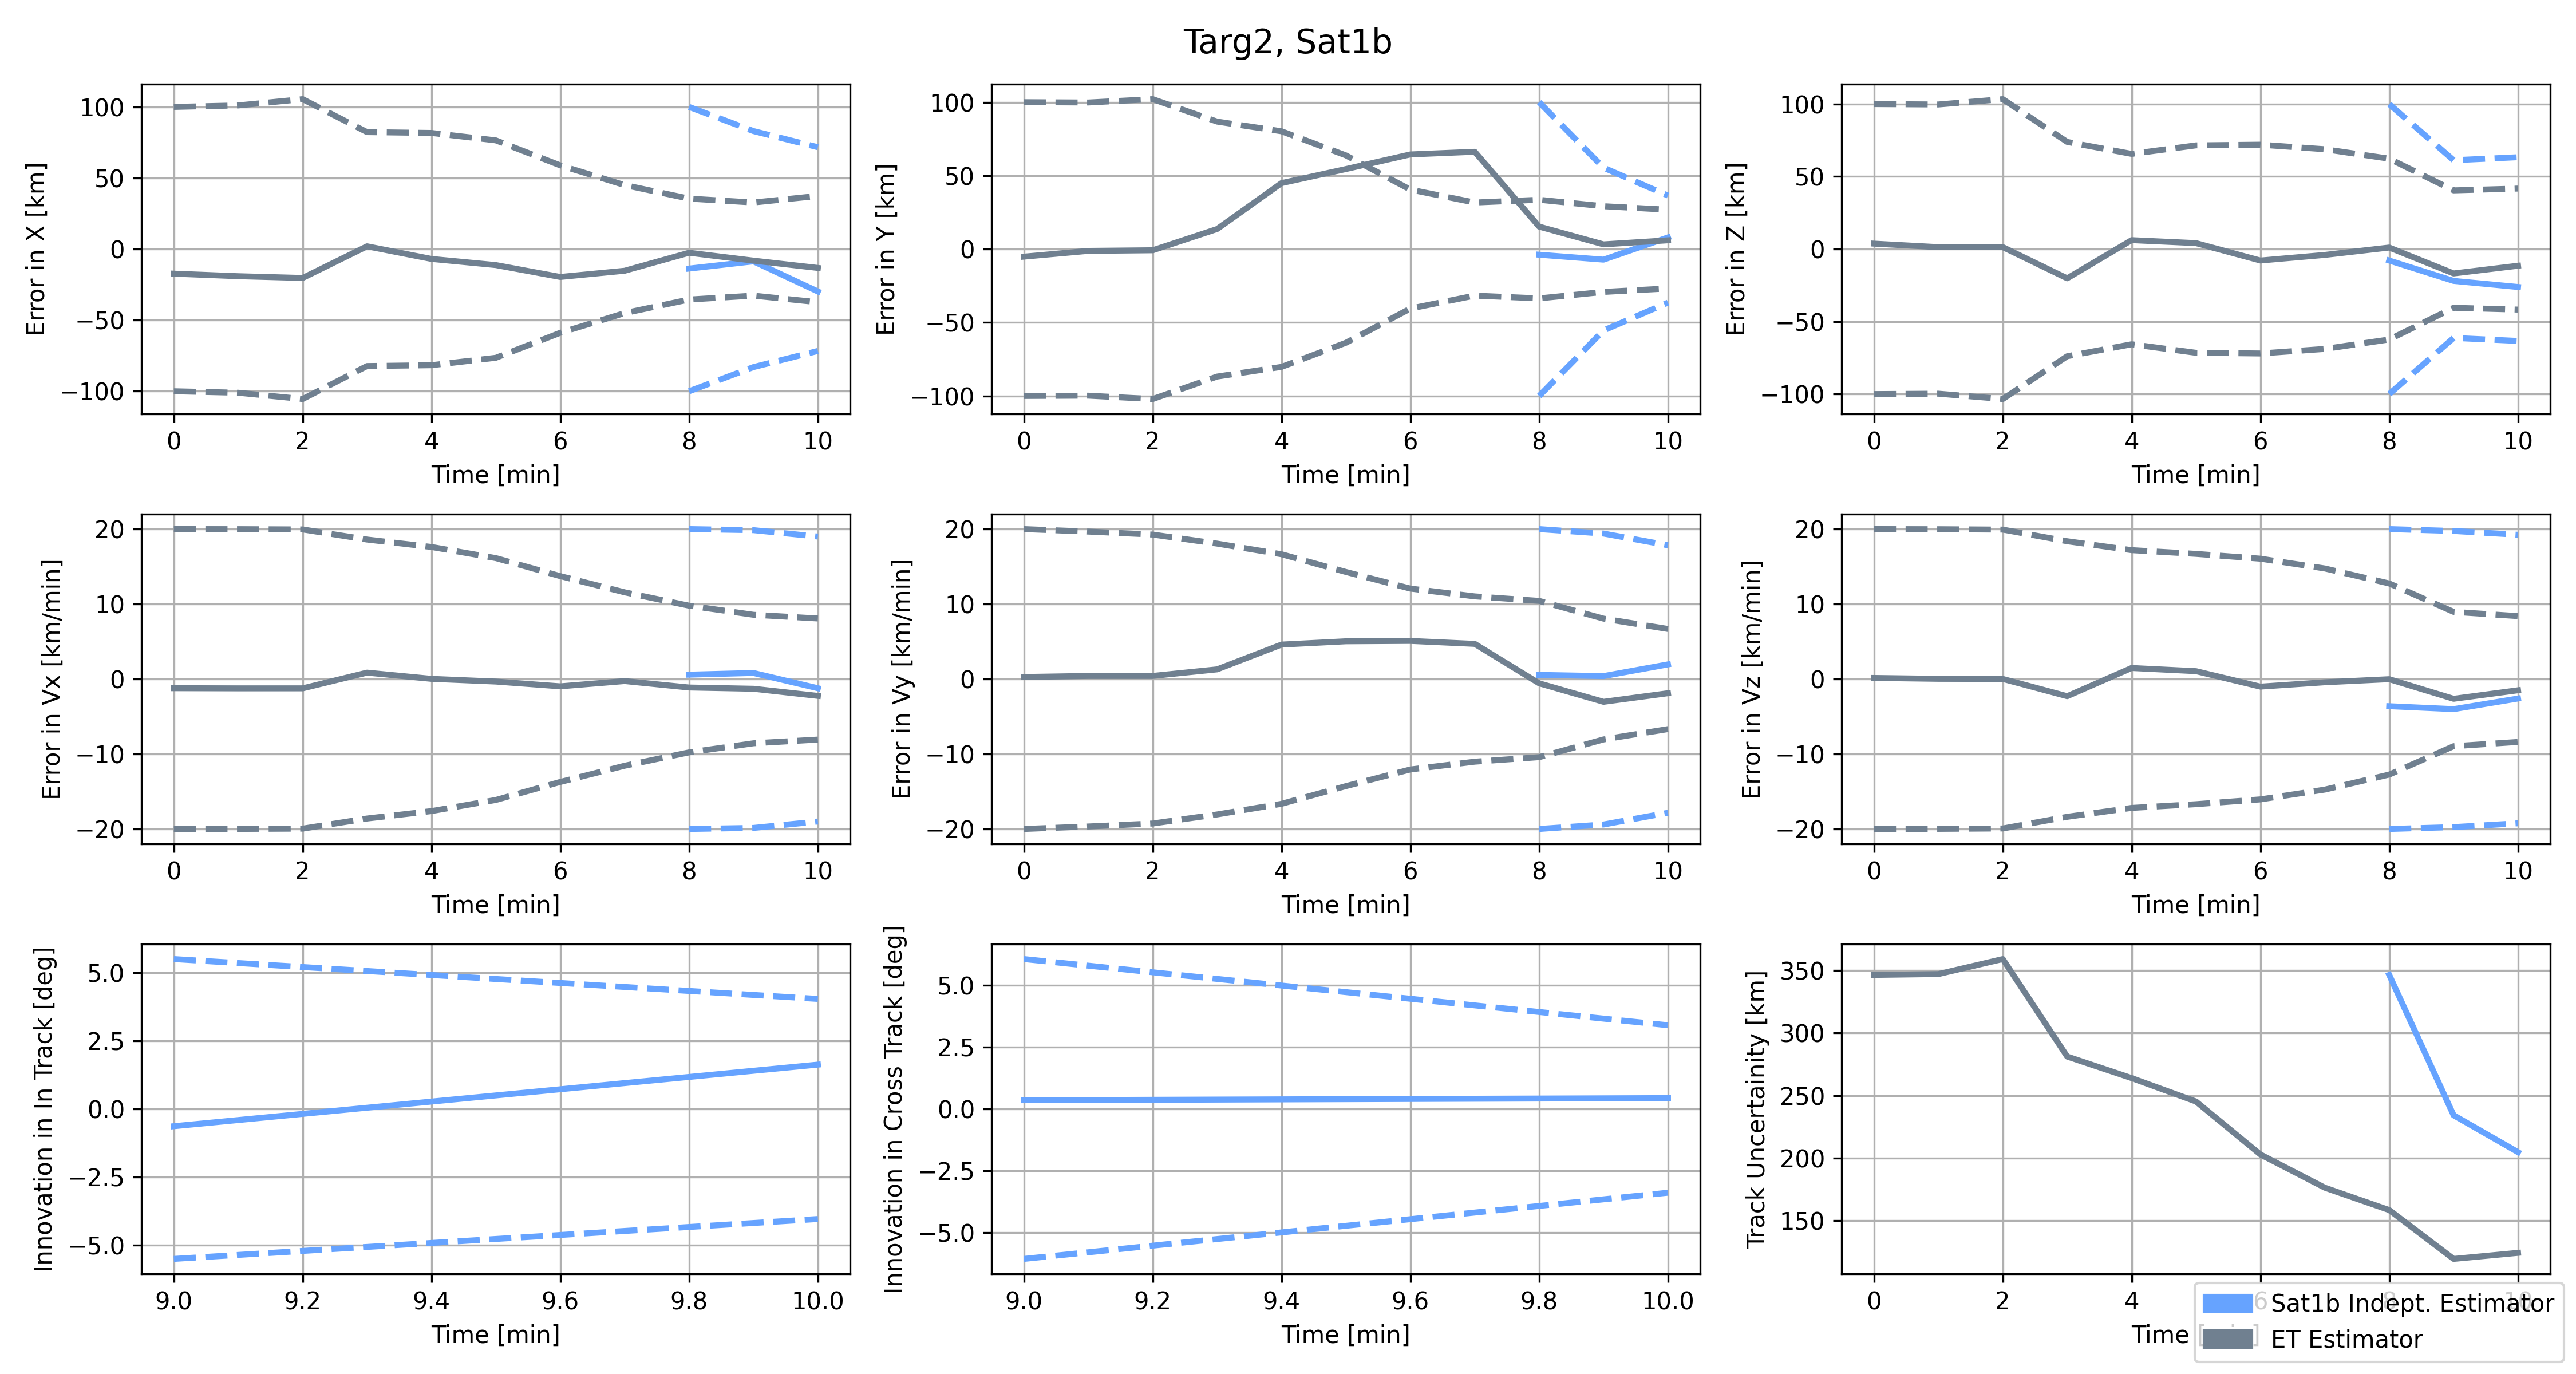 Targ2, Sat1b
Error in X [km]
100
50
0
−50
−100
0 2 4 6 8 10
Time [min]
Error in Y [km]
100
50
0
−50
−100
0 2 4 6 8 10
Time [min]
Error in Z [km]
100
50
0
−50
−100
0 2 4 6 8 10
Time [min]
Error in Vx [km/min]
20
10
0
−10
−20
0 2 4 6 8 10
Time [min]
Error in Vy [km/min]
20
10
0
−10
−20
0 2 4 6 8 10
Time [min]
Error in Vz [km/min]
20
10
0
−10
−20
0 2 4 6 8 10
Time [min]
Innovation in In Track [deg]
5.0
2.5
0.0
−2.5
−5.0
9.0 9.2 9.4 9.6 9.8 10.0
Time [min]
Innovation in Cross Track [deg]
5.0
2.5
0.0
−2.5
−5.0
9.0 9.2 9.4 9.6 9.8 10.0
Time [min]
Track Uncertainity [km]
350
300
250
200
150
0 2 4 6 8 10
Time
Sat1b Indept. Estimator
ET Estimator